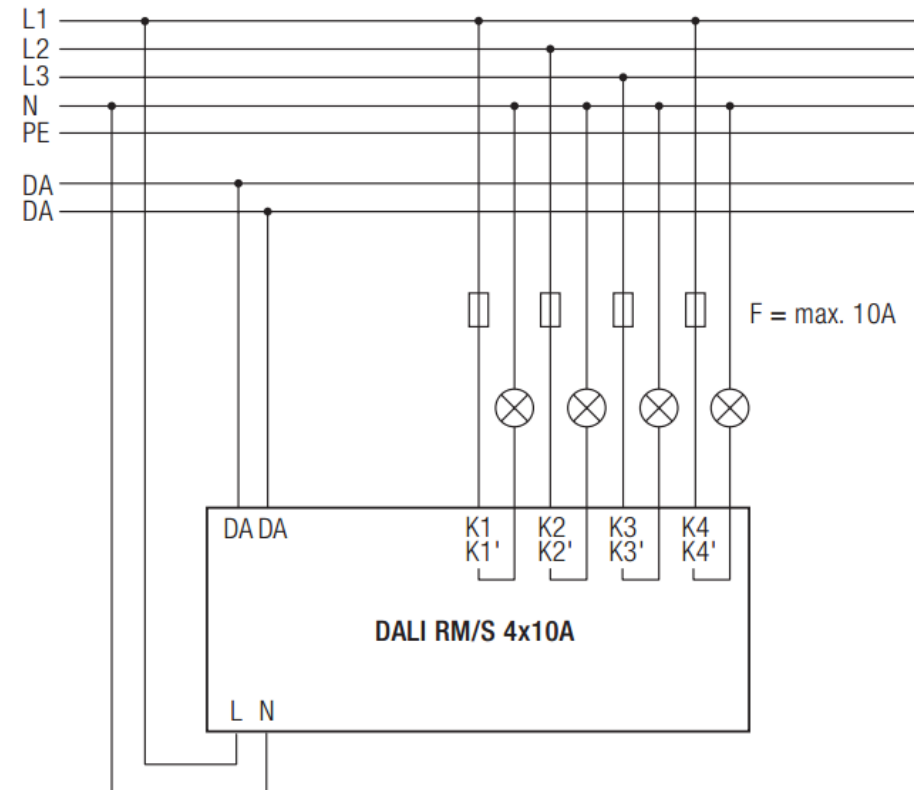 L1
L2
L3
N
PE
DA
DA
F = max. 10A
DA DA K1 K2 K3 K4
K1' K2' K3' K4'
DALI RM/S 4x10A
L N